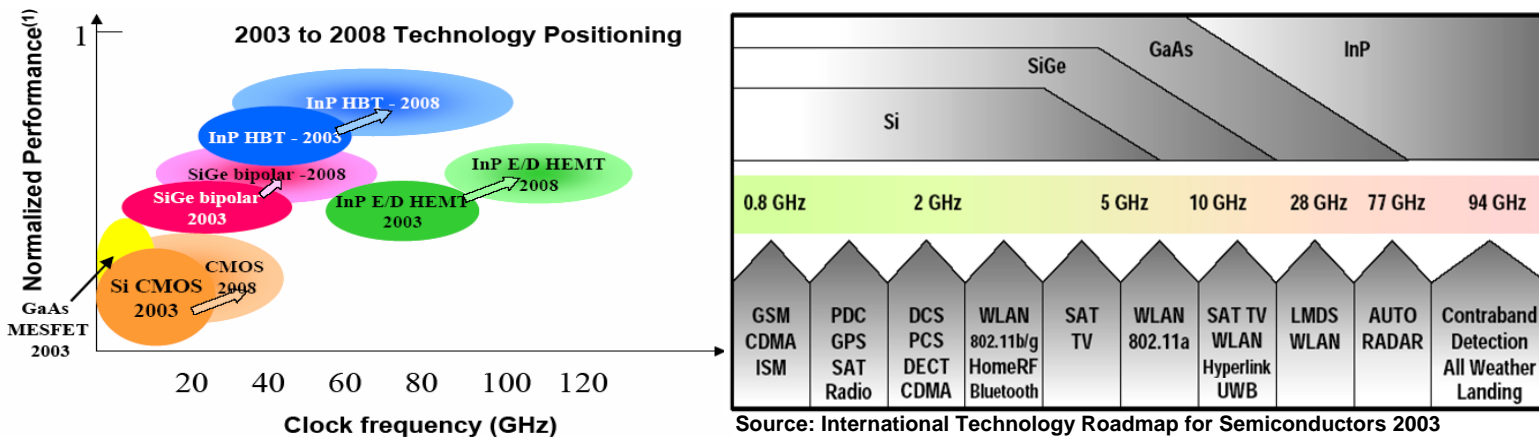 2003 to 2008 Technology Positioning
Normalized Performance(1)
1
InP HBT - 2008
InP HBT - 2003
SiGe bipolar -2008
SiGe bipolar
2003
InP E/D HEMT
2008
InP E/D HEMT
2003
CMOS
2008
Si CMOS
2003
GaAs
MESFET
2003
20 40 60 80 100 120
Clock frequency (GHz)
Si
SiGe
GaAs
InP
0.8 GHz 2 GHz 5 GHz 10 GHz 28 GHz 77 GHz 94 GHz
GSM
CDMA
ISM
PDC
GPS
SAT
Radio
DCS
PCS
DECT
CDMA
WLAN
802.11b/g
HomeRF
Bluetooth
SAT
TV
WLAN
802.11a
SAT TV
WLAN
Hyperlink
UWB
LMDS
WLAN
AUTO
RADAR
Contraband
Detection
All Weather
Landing
Source: International Technology Roadmap for Semiconductors 2003